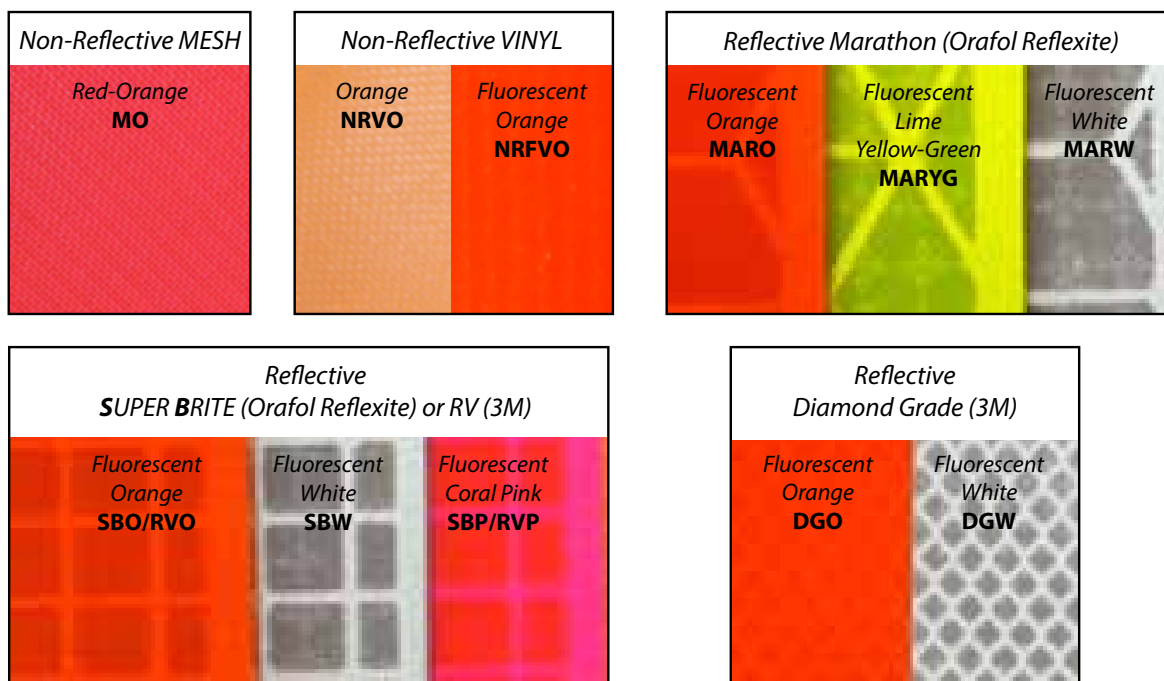 Non-Reflective MESH
Red-Orange
MO
Non-Reflective VINYL
Orange
NRVO
Fluorescent
Orange
NRFVO
Reflective Marathon (Orafol Reflexite)
Fluorescent
Orange
MARO
Fluorescent
Lime
Yellow-Green
MARYG
Fluorescent
White
MARW
Reflective
SUPER BRITE (Orafol Reflexite) or RV (3M)
Fluorescent
Orange
SBO/RVO
Fluorescent
White
SBW
Fluorescent
Coral Pink
SBP/RVP
Reflective
Diamond Grade (3M)
Fluorescent
Orange
DGO
Fluorescent
White
DGW